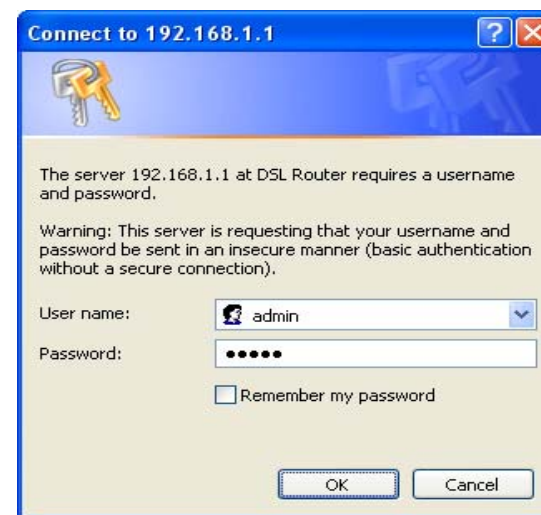 Connect to 192.168.1.1
?
The server 192.168.1.1 at DSL Router requires a username
and password.
Warning: This server is requesting that your username and
password be sent in an insecure manner (basic authentication
without a secure connection).
User name:
admin
Password:
•••••
Remember my password
OK
Cancel